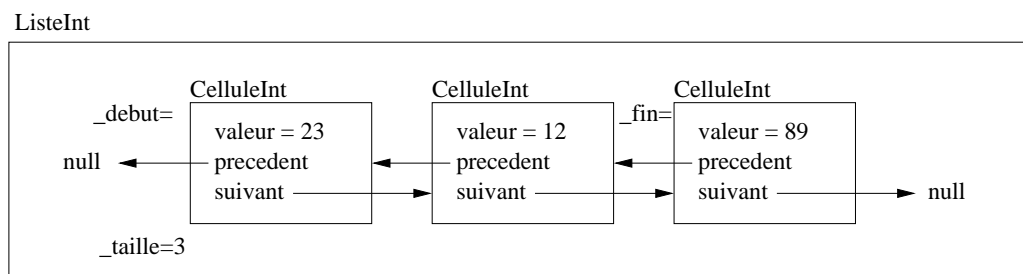 ListeInt
CelluleInt CelluleInt CelluleInt
_debut= _fin=
valeur = 23 valeur = 12 valeur = 89
null precedent precedent precedent
suivant suivant suivant null
_taille=3